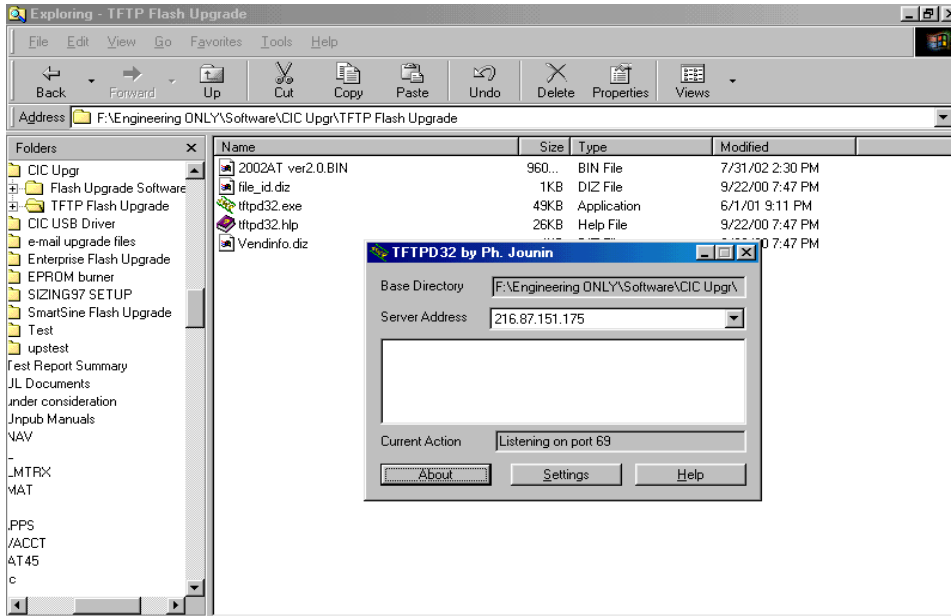 Exploring - TFTP Flash Upgrade
File Edit View Go Favorites Tools Help
Back Forward Up Cut Copy Paste Undo Delete Properties Views
Address F:\Engineering ONLY\Software\CIC Upgr\TFTP Flash Upgrade
Folders
CIC Upgr
Flash Upgrade Software
TFTP Flash Upgrade
CIC USB Driver
e-mail upgrade files
Enterprise Flash Upgrade
EPROM burner
SIZING97 SETUP
SmartSine Flash Upgrade
Test
upstest
Test Report Summary
UL Documents
under consideration
Unpub Manuals
NAV
_MTRX
MAT
.PPS
/ACCT
AT45
c
Name Size Type Modified
2002AT ver2.0.BIN 960... BIN File 7/31/02 2:30 PM
file_id.diz 1KB DIZ File 9/22/00 7:47 PM
tftpd32.exe 49KB Application 6/1/01 9:11 PM
tftpd32.hlp 26KB Help File 9/22/00 7:47 PM
Vendinfo.diz 0 7:47 PM
TFTPD32 by Ph. Jounin
Base Directory F:\Engineering ONLY\Software\CIC Upgr\
Server Address 216.87.151.175
Current Action Listening on port 69
About Settings Help